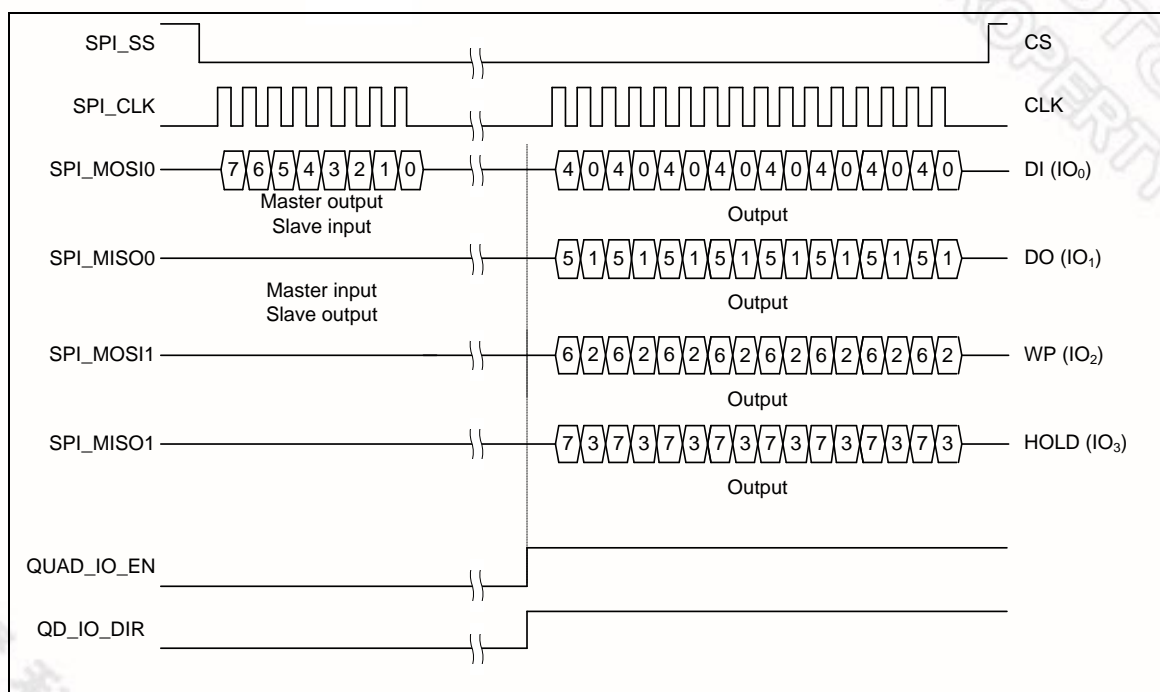 SPI_SS CS
SPI_CLK CLK
SPI_MOSI0 7 6 5 4 3 2 1 0 4 0 4 0 4 0 4 0 4 0 4 0 4 0 4 0 DI (IO₀)
Master output
Slave input
Output
SPI_MISO0 5 1 5 1 5 1 5 1 5 1 5 1 5 1 5 1 DO (IO₁)
Master input
Slave output
Output
SPI_MOSI1 6 2 6 2 6 2 6 2 6 2 6 2 6 2 6 2 WP (IO₂)
Output
SPI_MISO1 7 3 7 3 7 3 7 3 7 3 7 3 7 3 7 3 HOLD (IO₃)
Output
QUAD_IO_EN
QD_IO_DIR